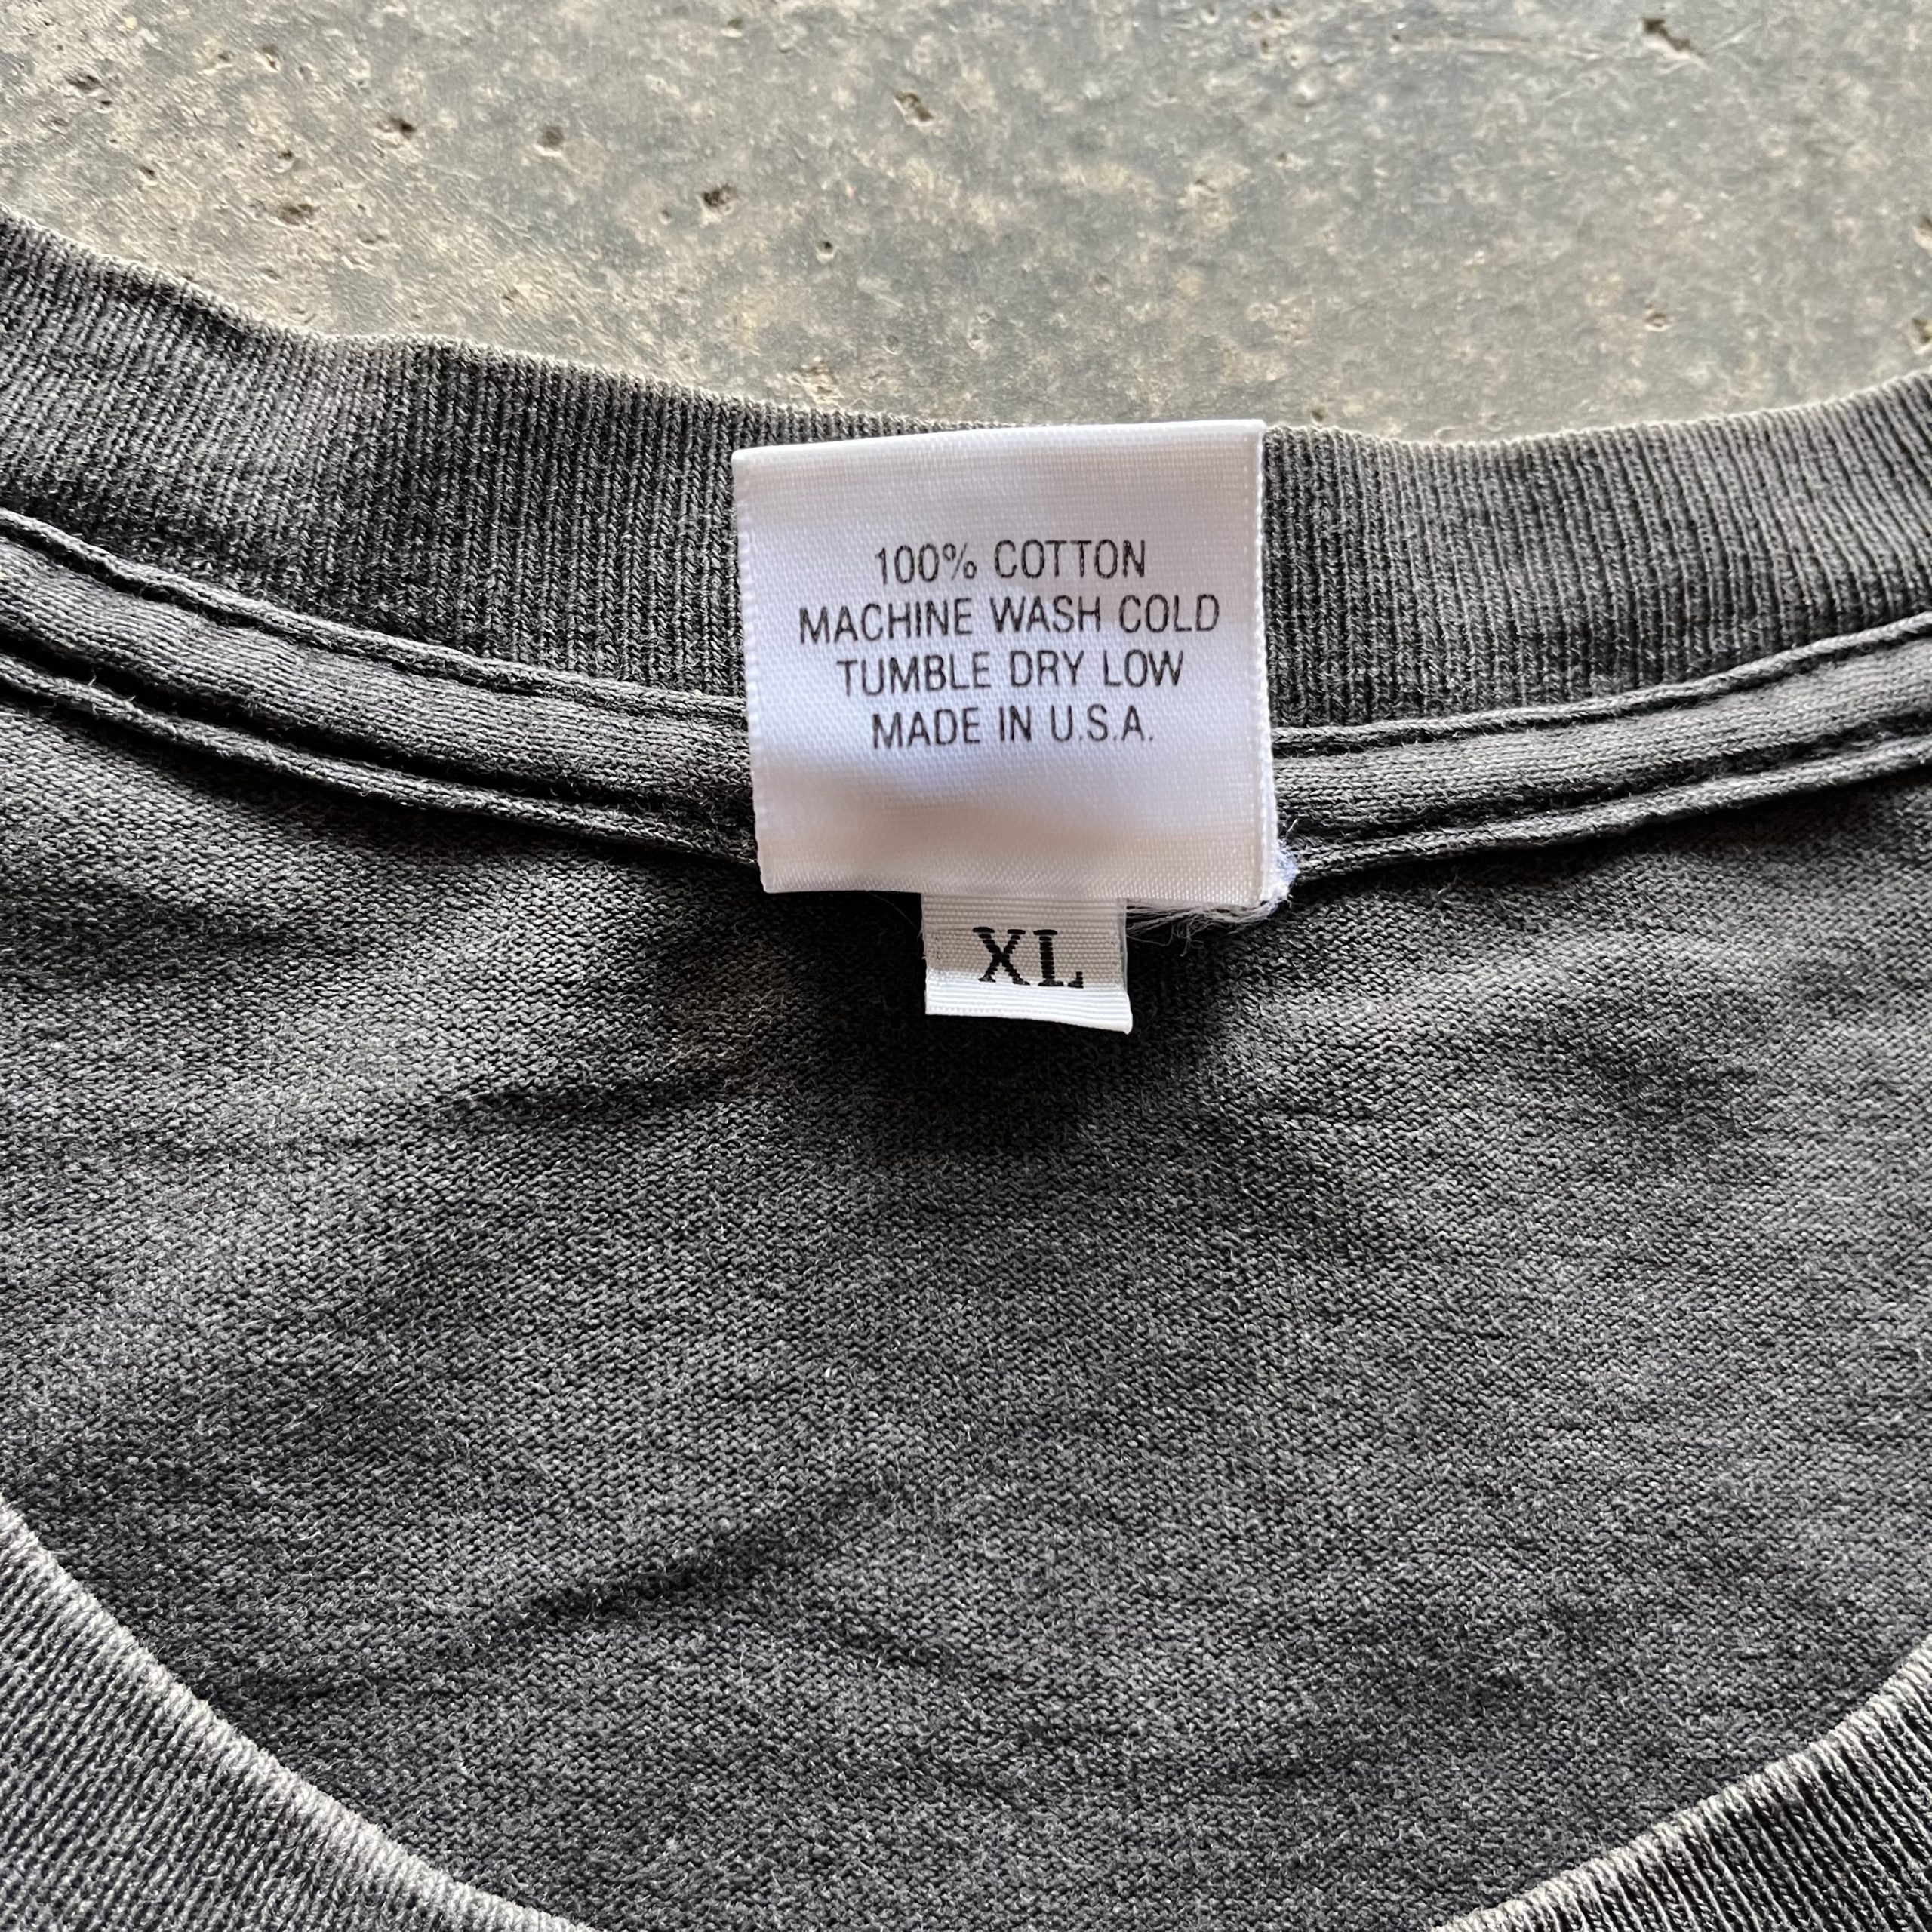 100% COTTON
MACHINE WASH COLD
TUMBLE DRY LOW
MADE IN U.S.A.
XL